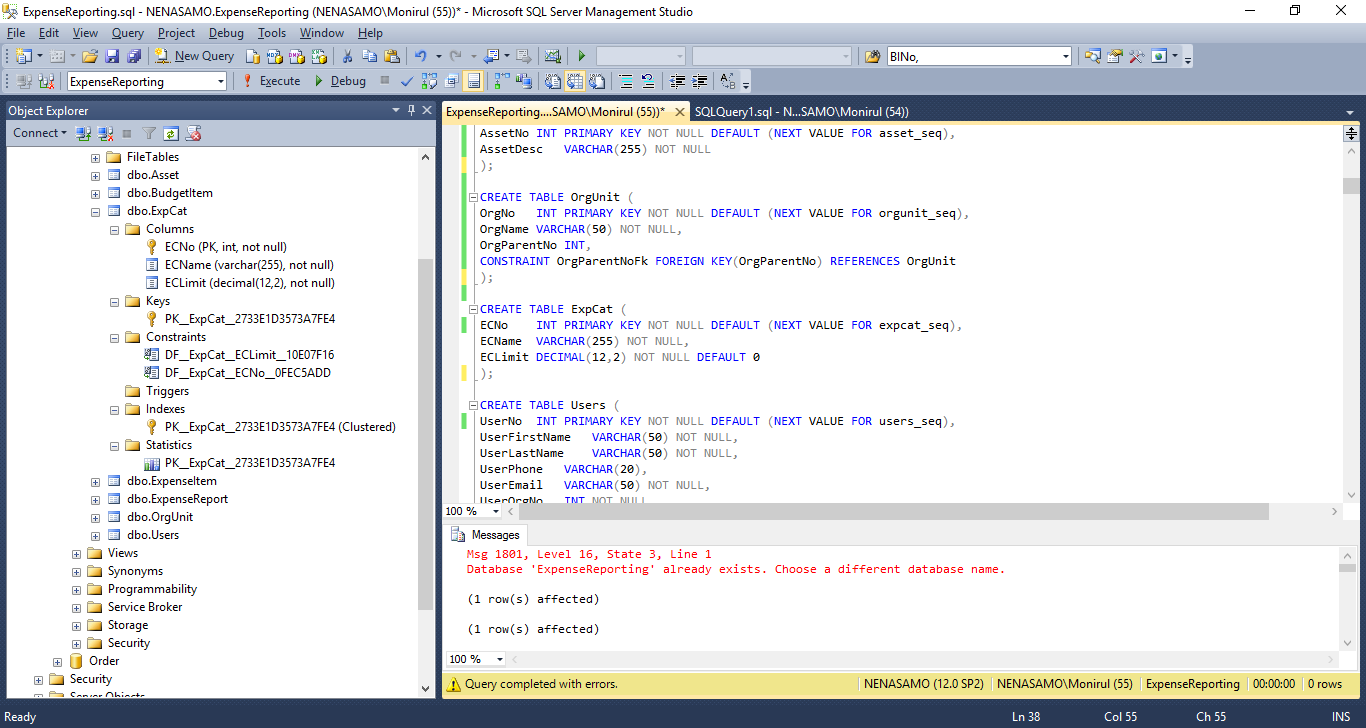 ExpenseReporting.sql - NENASAMO.ExpenseReporting (NENASAMO\Monirul (55))* - Microsoft SQL Server Management Studio
File Edit View Query Project Debug Tools Window Help
New Query BINo,
ExpenseReporting Execute Debug
Object Explorer
Connect
FileTables
dbo.Asset
dbo.BudgetItem
dbo.ExpCat
Columns
ECNo (PK, int, not null)
ECName (varchar(255), not null)
ECLimit (decimal(12,2), not null)
Keys
PK__ExpCat__2733E1D3573A7FE4
Constraints
DF__ExpCat__ECLimit__10E07F16
DF__ExpCat__ECNo__0FEC5ADD
Triggers
Indexes
PK__ExpCat__2733E1D3573A7FE4 (Clustered)
Statistics
PK__ExpCat__2733E1D3573A7FE4
dbo.ExpenseItem
dbo.ExpenseReport
dbo.OrgUnit
dbo.Users
Views
Synonyms
Programmability
Service Broker
Storage
Security
Order
Security
Server Objects
ExpenseReporting....SAMO\Monirul (55))* SQLQuery1.sql - N...SAMO\Monirul (54))
AssetNo INT PRIMARY KEY NOT NULL DEFAULT (NEXT VALUE FOR asset_seq),
AssetDesc VARCHAR(255) NOT NULL
);
CREATE TABLE OrgUnit (
OrgNo INT PRIMARY KEY NOT NULL DEFAULT (NEXT VALUE FOR orgunit_seq),
OrgName VARCHAR(50) NOT NULL,
OrgParentNo INT,
CONSTRAINT OrgParentNoFk FOREIGN KEY(OrgParentNo) REFERENCES OrgUnit
);
CREATE TABLE ExpCat (
ECNo INT PRIMARY KEY NOT NULL DEFAULT (NEXT VALUE FOR expcat_seq),
ECName VARCHAR(255) NOT NULL,
ECLimit DECIMAL(12,2) NOT NULL DEFAULT 0
);
CREATE TABLE Users (
UserNo INT PRIMARY KEY NOT NULL DEFAULT (NEXT VALUE FOR users_seq),
UserFirstName VARCHAR(50) NOT NULL,
UserLastName VARCHAR(50) NOT NULL,
UserPhone VARCHAR(20),
UserEmail VARCHAR(50) NOT NULL,
UserOrgNo INT NOT NULL
100 %
Messages
Msg 1801, Level 16, State 3, Line 1
Database 'ExpenseReporting' already exists. Choose a different database name.
(1 row(s) affected)
(1 row(s) affected)
100 %
Query completed with errors. NENASAMO (12.0 SP2) NENASAMO\Monirul (55) ExpenseReporting 00:00:00 0 rows
Ready Ln 38 Col 55 Ch 55 INS